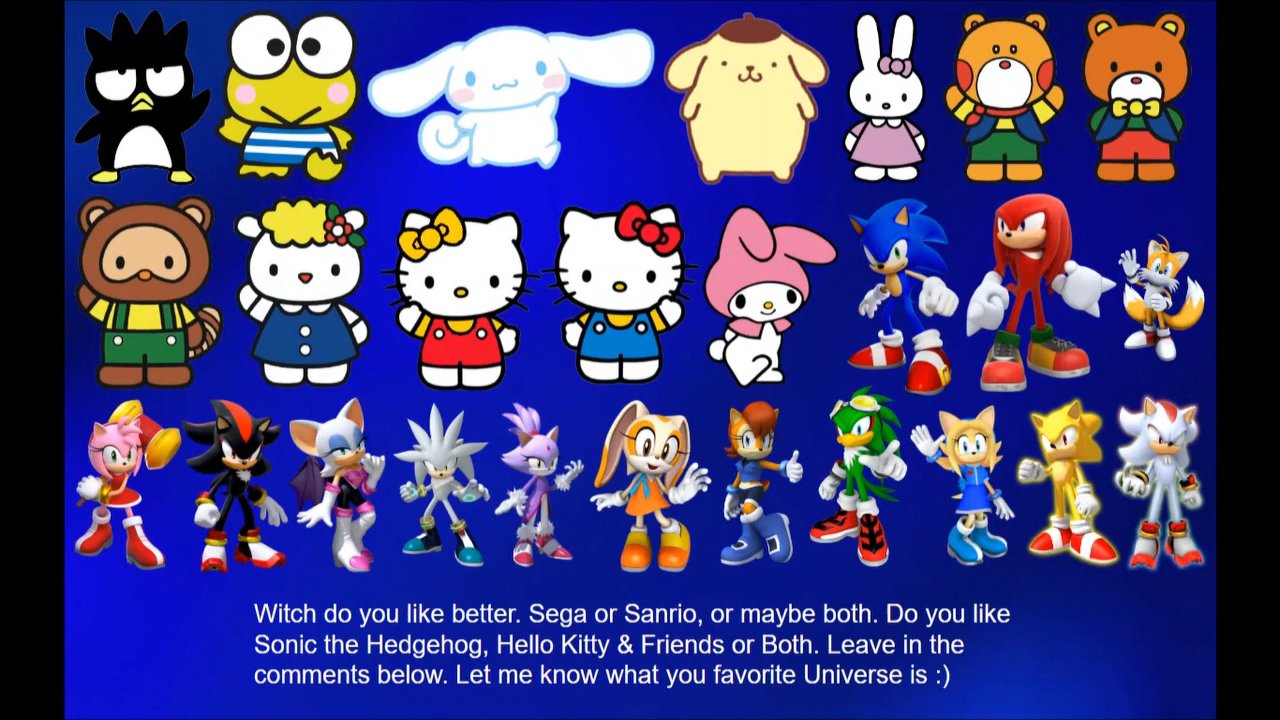 Witch do you like better. Sega or Sanrio, or maybe both. Do you like
Sonic the Hedgehog, Hello Kitty & Friends or Both. Leave in the
comments below. Let me know what you favorite Universe is :)